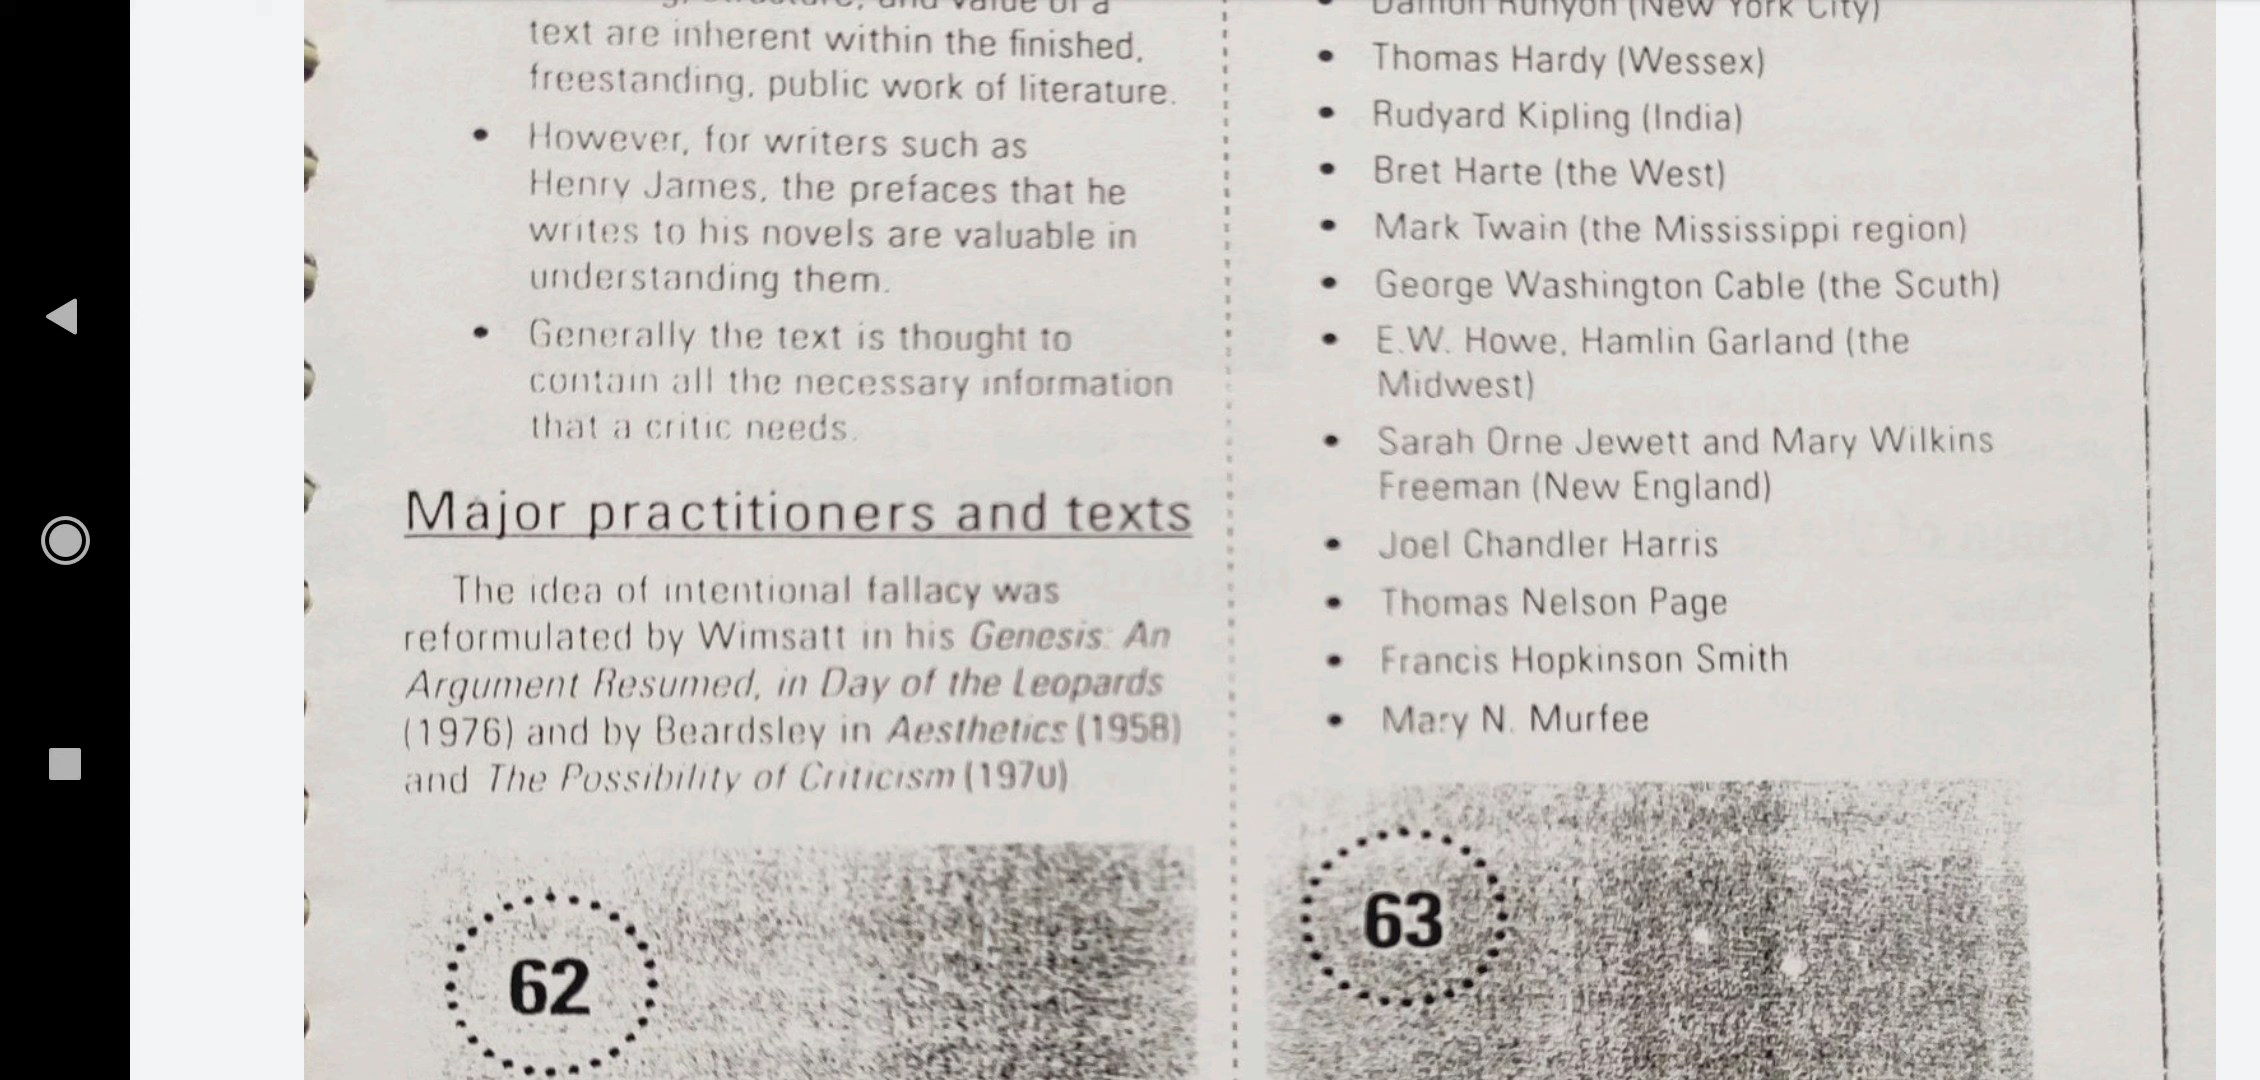 text are inherent within the finished,
freestanding, public work of literature.
• However, for writers such as
Henry James, the prefaces that he
writes to his novels are valuable in
understanding them.
• Generally the text is thought to
contain all the necessary information
that a critic needs.
Major practitioners and texts
The idea of intentional fallacy was
reformulated by Wimsatt in his Genesis: An
Argument Resumed, in Day of the Leopards
(1976) and by Beardsley in Aesthetics (1958)
and The Possibility of Criticism (1970)
62
• Damon Runyon (New York City)
• Thomas Hardy (Wessex)
• Rudyard Kipling (India)
• Bret Harte (the West)
• Mark Twain (the Mississippi region)
• George Washington Cable (the Scuth)
• E.W. Howe, Hamlin Garland (the
Midwest)
• Sarah Orne Jewett and Mary Wilkins
Freeman (New England)
• Joel Chandler Harris
• Thomas Nelson Page
• Francis Hopkinson Smith
• Mary N. Murfee
63